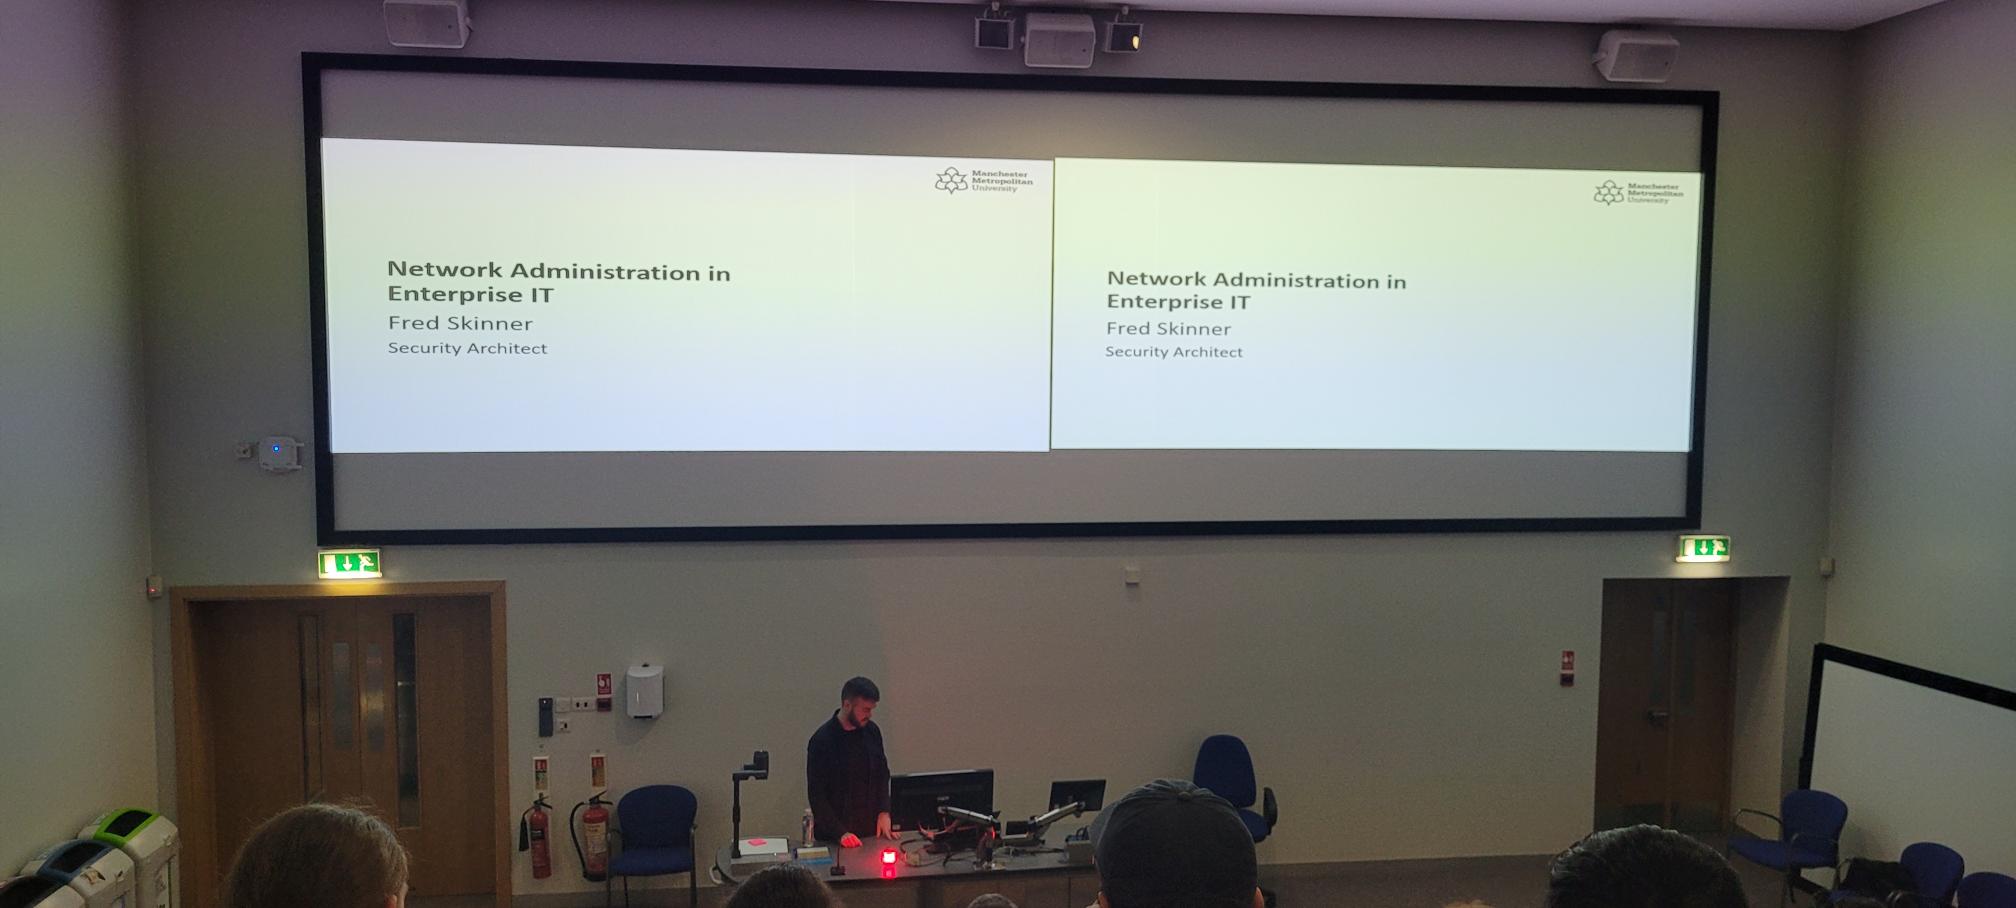 Manchester
Metropolitan
University
Network Administration in
Enterprise IT
Fred Skinner
Security Architect
Manchester
Metropolitan
University
Network Administration in
Enterprise IT
Fred Skinner
Security Architect